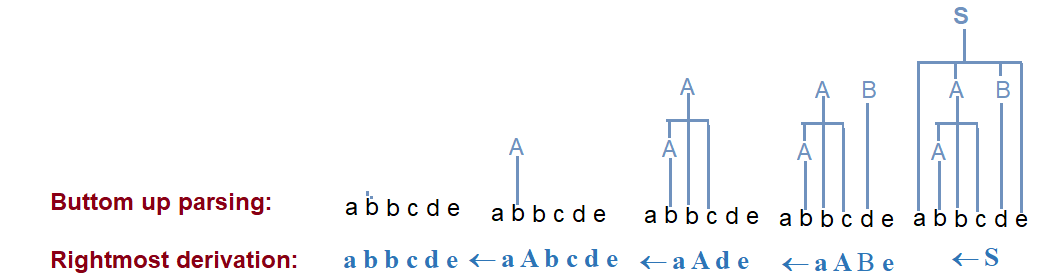 S
A
A B
A B
A
A
A
A
Buttom up parsing: a b b c d e a b b c d e a b b c d e a b b c d e a b b c d e
Rightmost derivation: a b b c d e ← a A b c d e ← a A d e ← a A B e ← S